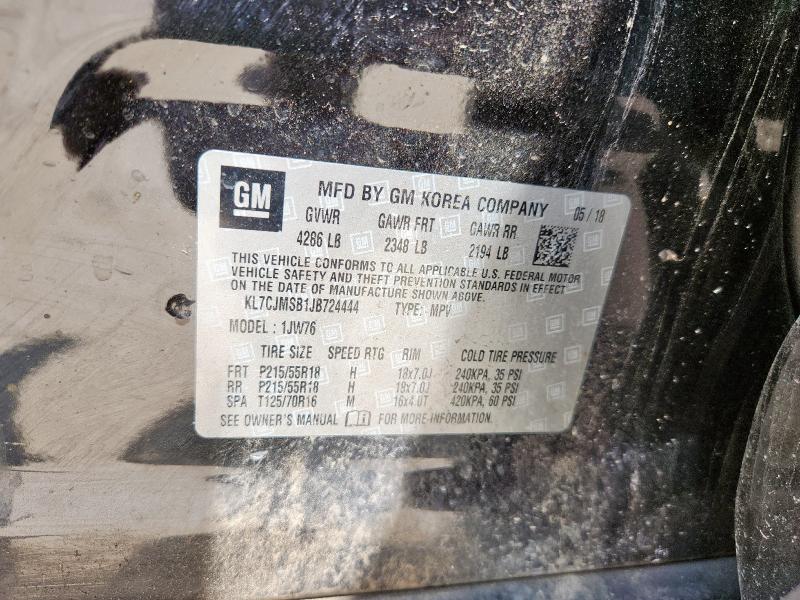 GM
MFD BY GM KOREA COMPANY 05 / 18
GVWR GAWR FRT GAWR RR
4286 LB 2348 LB 2194 LB
THIS VEHICLE CONFORMS TO ALL APPLICABLE U.S. FEDERAL MOTOR
VEHICLE SAFETY AND THEFT PREVENTION STANDARDS IN EFFECT
ON THE DATE OF MANUFACTURE SHOWN ABOVE.
KL7CJMSB1JB724444 TYPE: MPV
MODEL : 1JW76
TIRE SIZE SPEED RTG RIM COLD TIRE PRESSURE
FRT P215/55R18 H 18x7.0J 240KPA, 35 PSI
RR P215/55R18 H 18x7.0J 240KPA, 35 PSI
SPA T125/70R16 M 16x4.0T 420KPA, 60 PSI
SEE OWNER'S MANUAL FOR MORE INFORMATION.